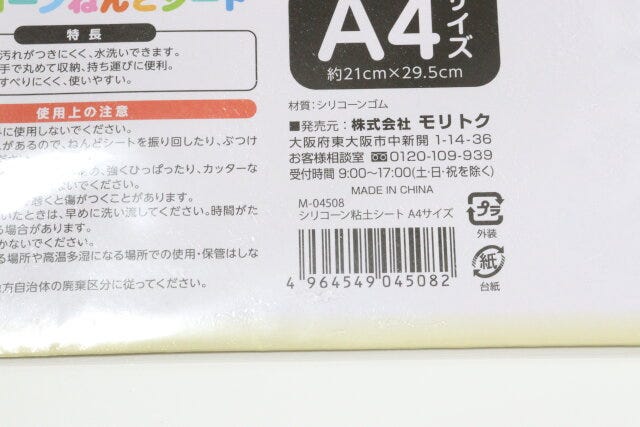 ねんどシート
特長
汚れがつきにくく、水洗いできます。
手で丸めて収納、持ち運びに便利。
すべりにくく、使いやすい。
使用上の注意
に使用しないでください。
があるので、ねんどシートを振り回したり、ぶつけ
の、強くひっぱったり、カッターな
ないでください。
くと傷がつくことがあります。
いたときは、早めに洗い流してください。時間がた
る場合があります。
かないでください。
る場所や高温多湿になる場所での使用・保管はしな
方自治体の廃棄区分に従ってください。
A4サイズ
約21cm×29.5cm
材質:シリコーンゴム
■発売元:株式会社 モリトク
大阪府東大阪市中新開 1-14-36
お客様相談室 0120-109-939
受付時間 9:00〜17:00(土・日・祝を除く)
MADE IN CHINA
M-04508
シリコーン粘土シート A4サイズ
4 964549 045082
プラ
外装
紙
台紙